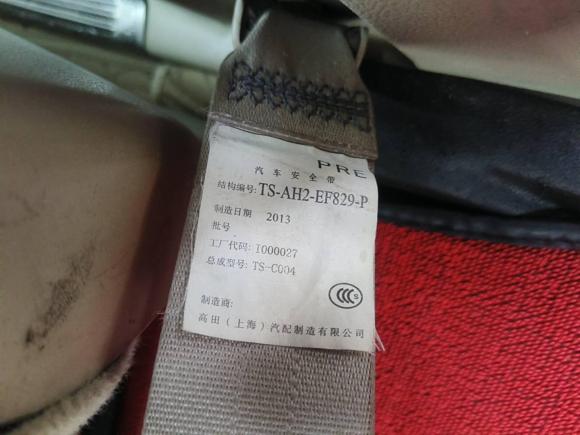 PRE
汽车安全带
结构编号: TS-AH2-EF829-P
制造日期 2013
批号
工厂代码: I000027
总成型号: TS-C004
CCC S
制造商:
高田（上海）汽配制造有限公司